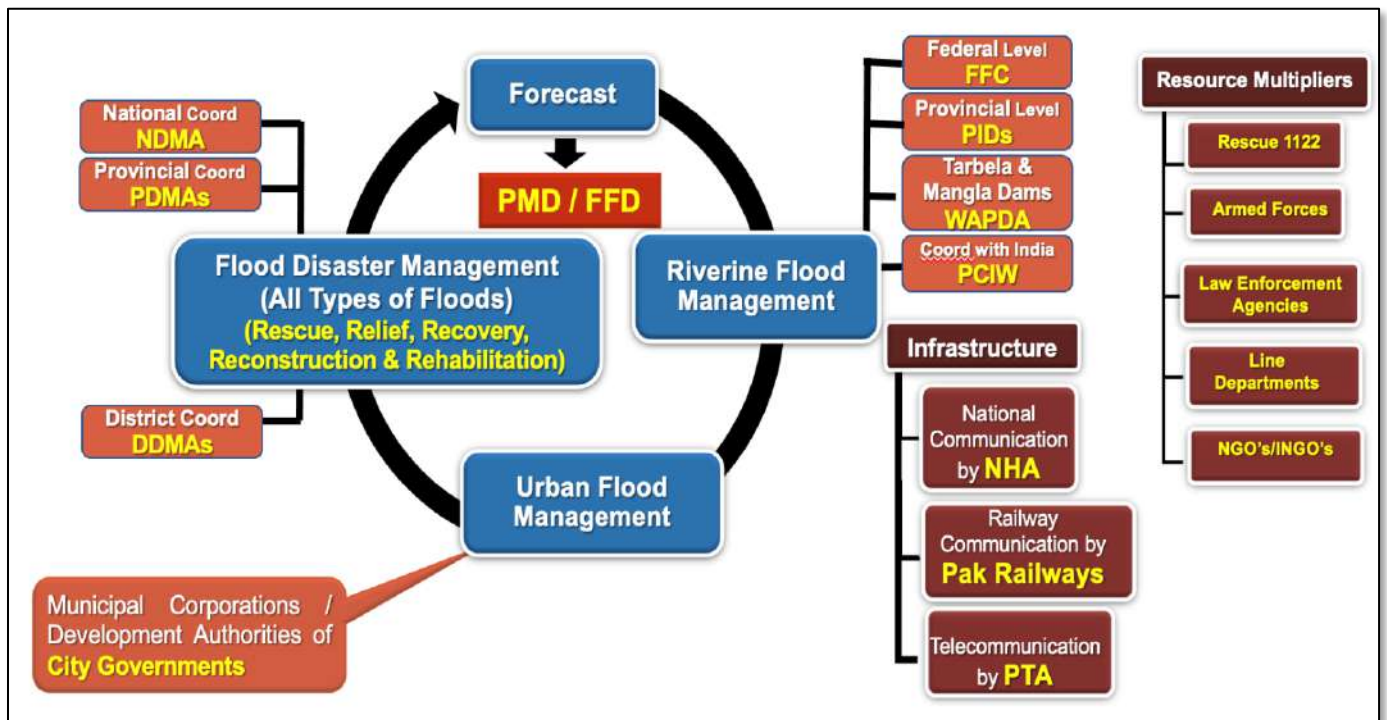 Forecast
PMD / FFD
National Coord
NDMA
Provincial Coord
PDMAs
Flood Disaster Management
(All Types of Floods)
(Rescue, Relief, Recovery,
Reconstruction & Rehabilitation)
District Coord
DDMAs
Urban Flood
Management
Municipal Corporations /
Development Authorities of
City Governments
Riverine Flood
Management
Federal Level
FFC
Provincial Level
PIDs
Tarbela &
Mangla Dams
WAPDA
Coord with India
PCIW
Infrastructure
National
Communication
by NHA
Railway
Communication by
Pak Railways
Telecommunication
by PTA
Resource Multipliers
Rescue 1122
Armed Forces
Law Enforcement
Agencies
Line
Departments
NGO's/INGO's